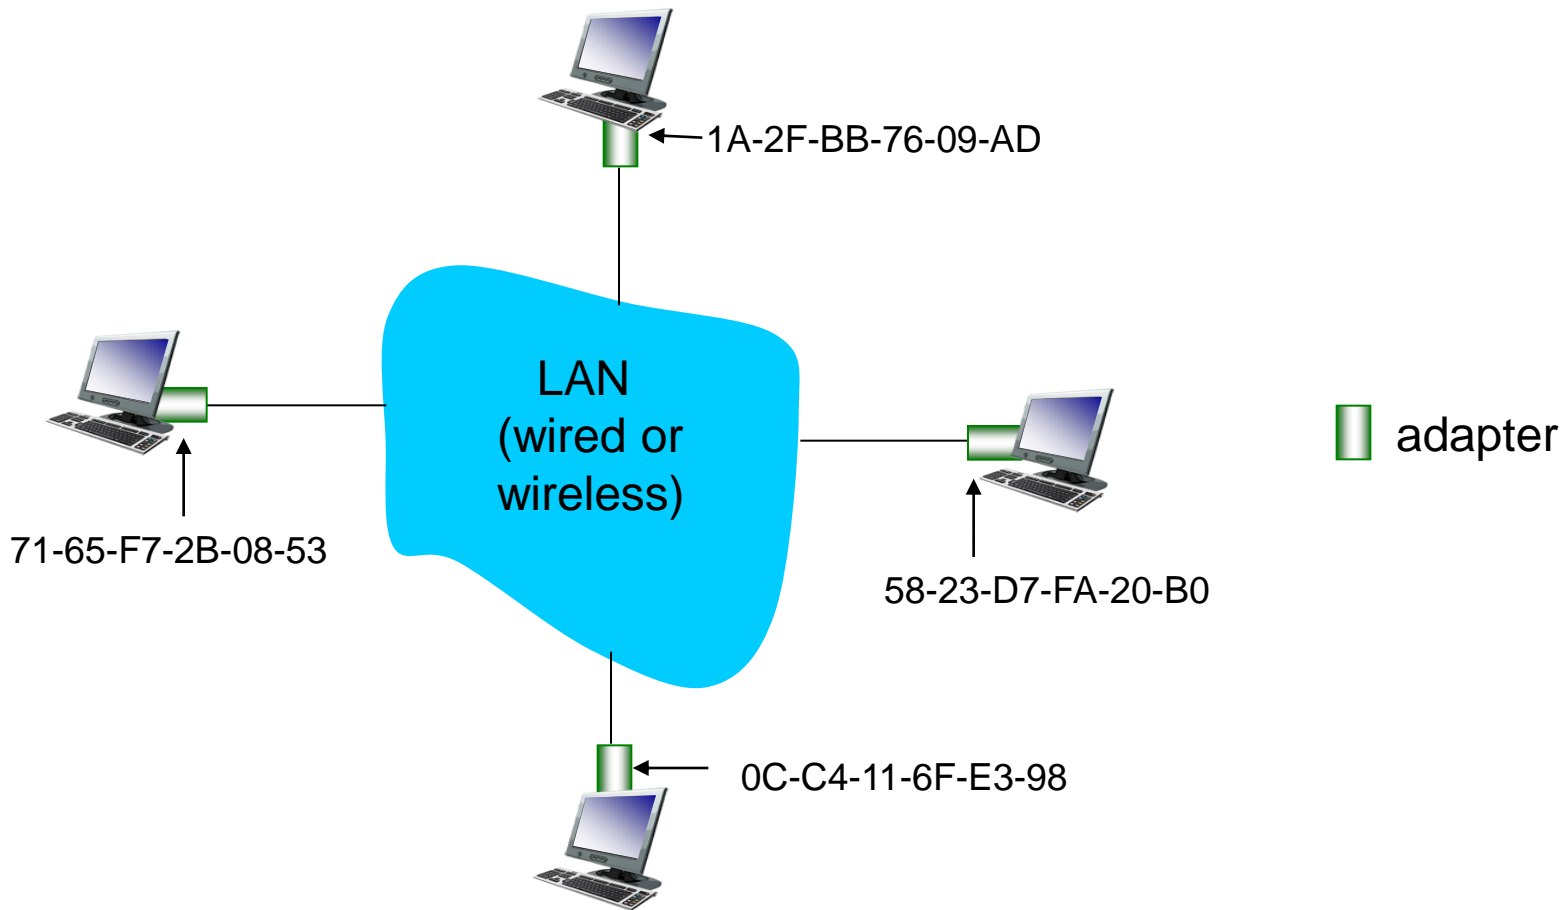 1A-2F-BB-76-09-AD
LAN
(wired or
wireless)
adapter
71-65-F7-2B-08-53
58-23-D7-FA-20-B0
0C-C4-11-6F-E3-98